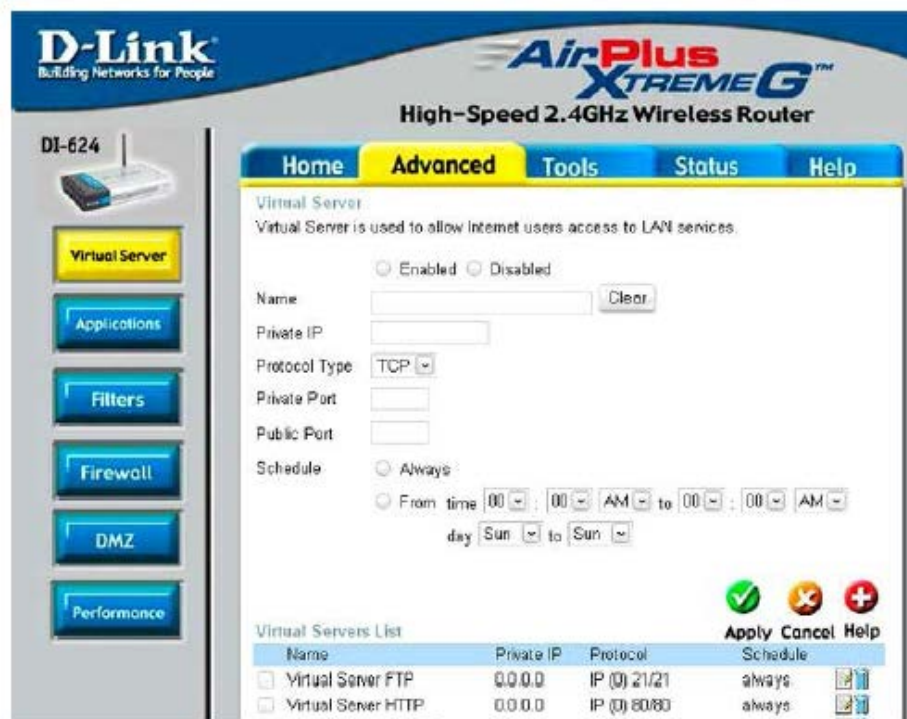 D-Link
Building Networks for People
AirPlus
XTREME G™
High-Speed 2.4GHz Wireless Router
DI-624
Home Advanced Tools Status Help
Virtual Server
Applications
Filters
Firewall
DMZ
Performance
Virtual Server
Virtual Server is used to allow Internet users access to LAN services.
Enabled Disabled
Name Clear
Private IP
Protocol Type TCP
Private Port
Public Port
Schedule Always
From time 00 : 00 AM to 00 : 00 AM
day Sun to Sun
Apply Cancel Help
Virtual Servers List
Name Private IP Protocol Schedule
Virtual Server FTP 0.0.0.0 IP (0) 21/21 always
Virtual Server HTTP 0.0.0.0 IP (0) 80/80 always